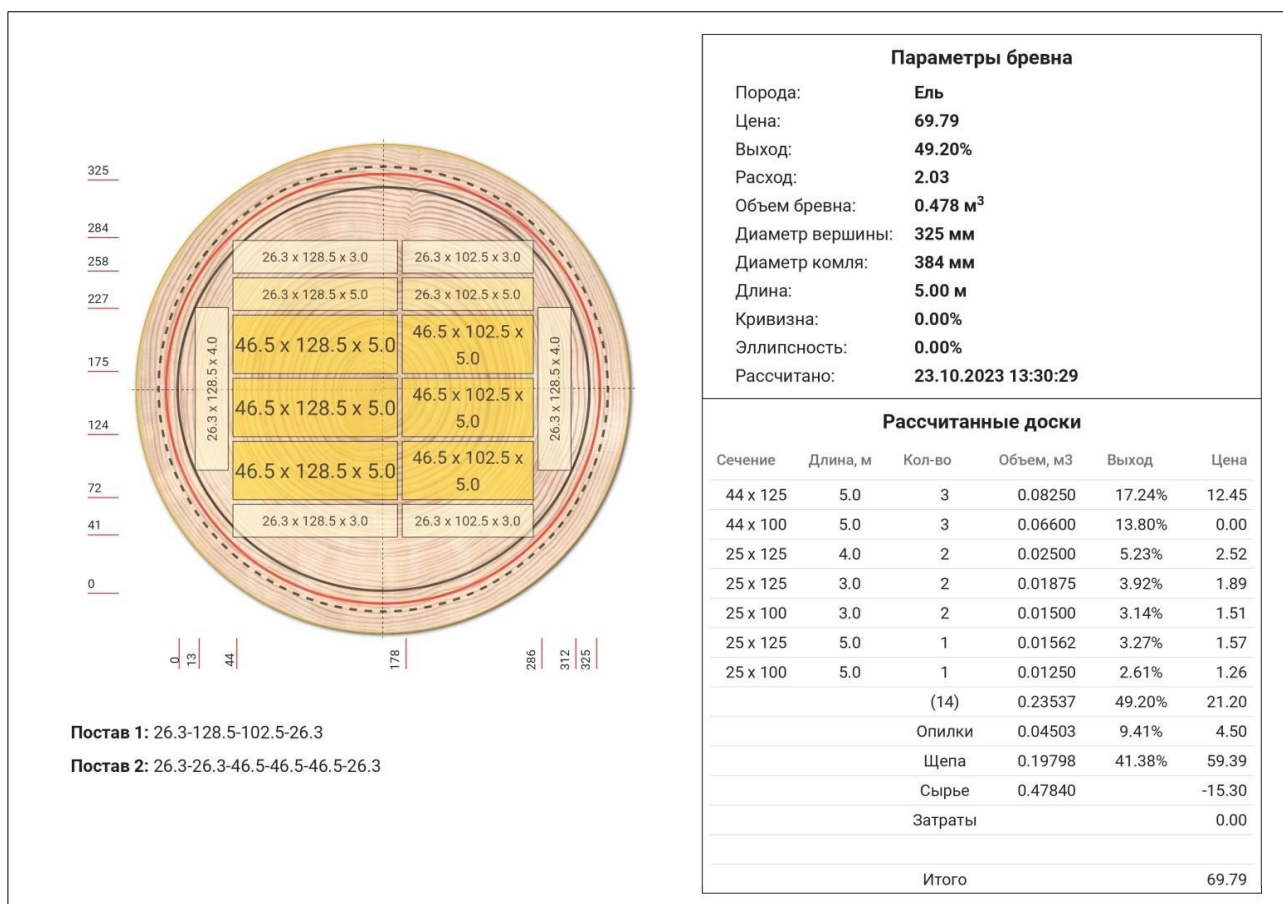 325
284
258
227
175
124
72
41
0
26.3 x 128.5 x 3.0 26.3 x 102.5 x 3.0
26.3 x 128.5 x 5.0 26.3 x 102.5 x 5.0
46.5 x 128.5 x 5.0 46.5 x 102.5 x
5.0
46.5 x 128.5 x 5.0 46.5 x 102.5 x
5.0
46.5 x 128.5 x 5.0 46.5 x 102.5 x
5.0
26.3 x 128.5 x 3.0 26.3 x 102.5 x 3.0
26.3 x 128.5 x 4.0
26.3 x 128.5 x 4.0
0 13 44 178 286 312 325
Постав 1: 26.3-128.5-102.5-26.3
Постав 2: 26.3-26.3-46.5-46.5-46.5-26.3
Параметры бревна
Порода: Ель
Цена: 69.79
Выход: 49.20%
Расход: 2.03
Объем бревна: 0.478 м³
Диаметр вершины: 325 мм
Диаметр комля: 384 мм
Длина: 5.00 м
Кривизна: 0.00%
Эллипсность: 0.00%
Рассчитано: 23.10.2023 13:30:29
Рассчитанные доски
Сечение Длина, м Кол-во Объем, м3 Выход Цена
44 x 125 5.0 3 0.08250 17.24% 12.45
44 x 100 5.0 3 0.06600 13.80% 0.00
25 x 125 4.0 2 0.02500 5.23% 2.52
25 x 125 3.0 2 0.01875 3.92% 1.89
25 x 100 3.0 2 0.01500 3.14% 1.51
25 x 125 5.0 1 0.01562 3.27% 1.57
25 x 100 5.0 1 0.01250 2.61% 1.26
(14) 0.23537 49.20% 21.20
Опилки 0.04503 9.41% 4.50
Щепа 0.19798 41.38% 59.39
Сырье 0.47840 -15.30
Затраты 0.00
Итого 69.79